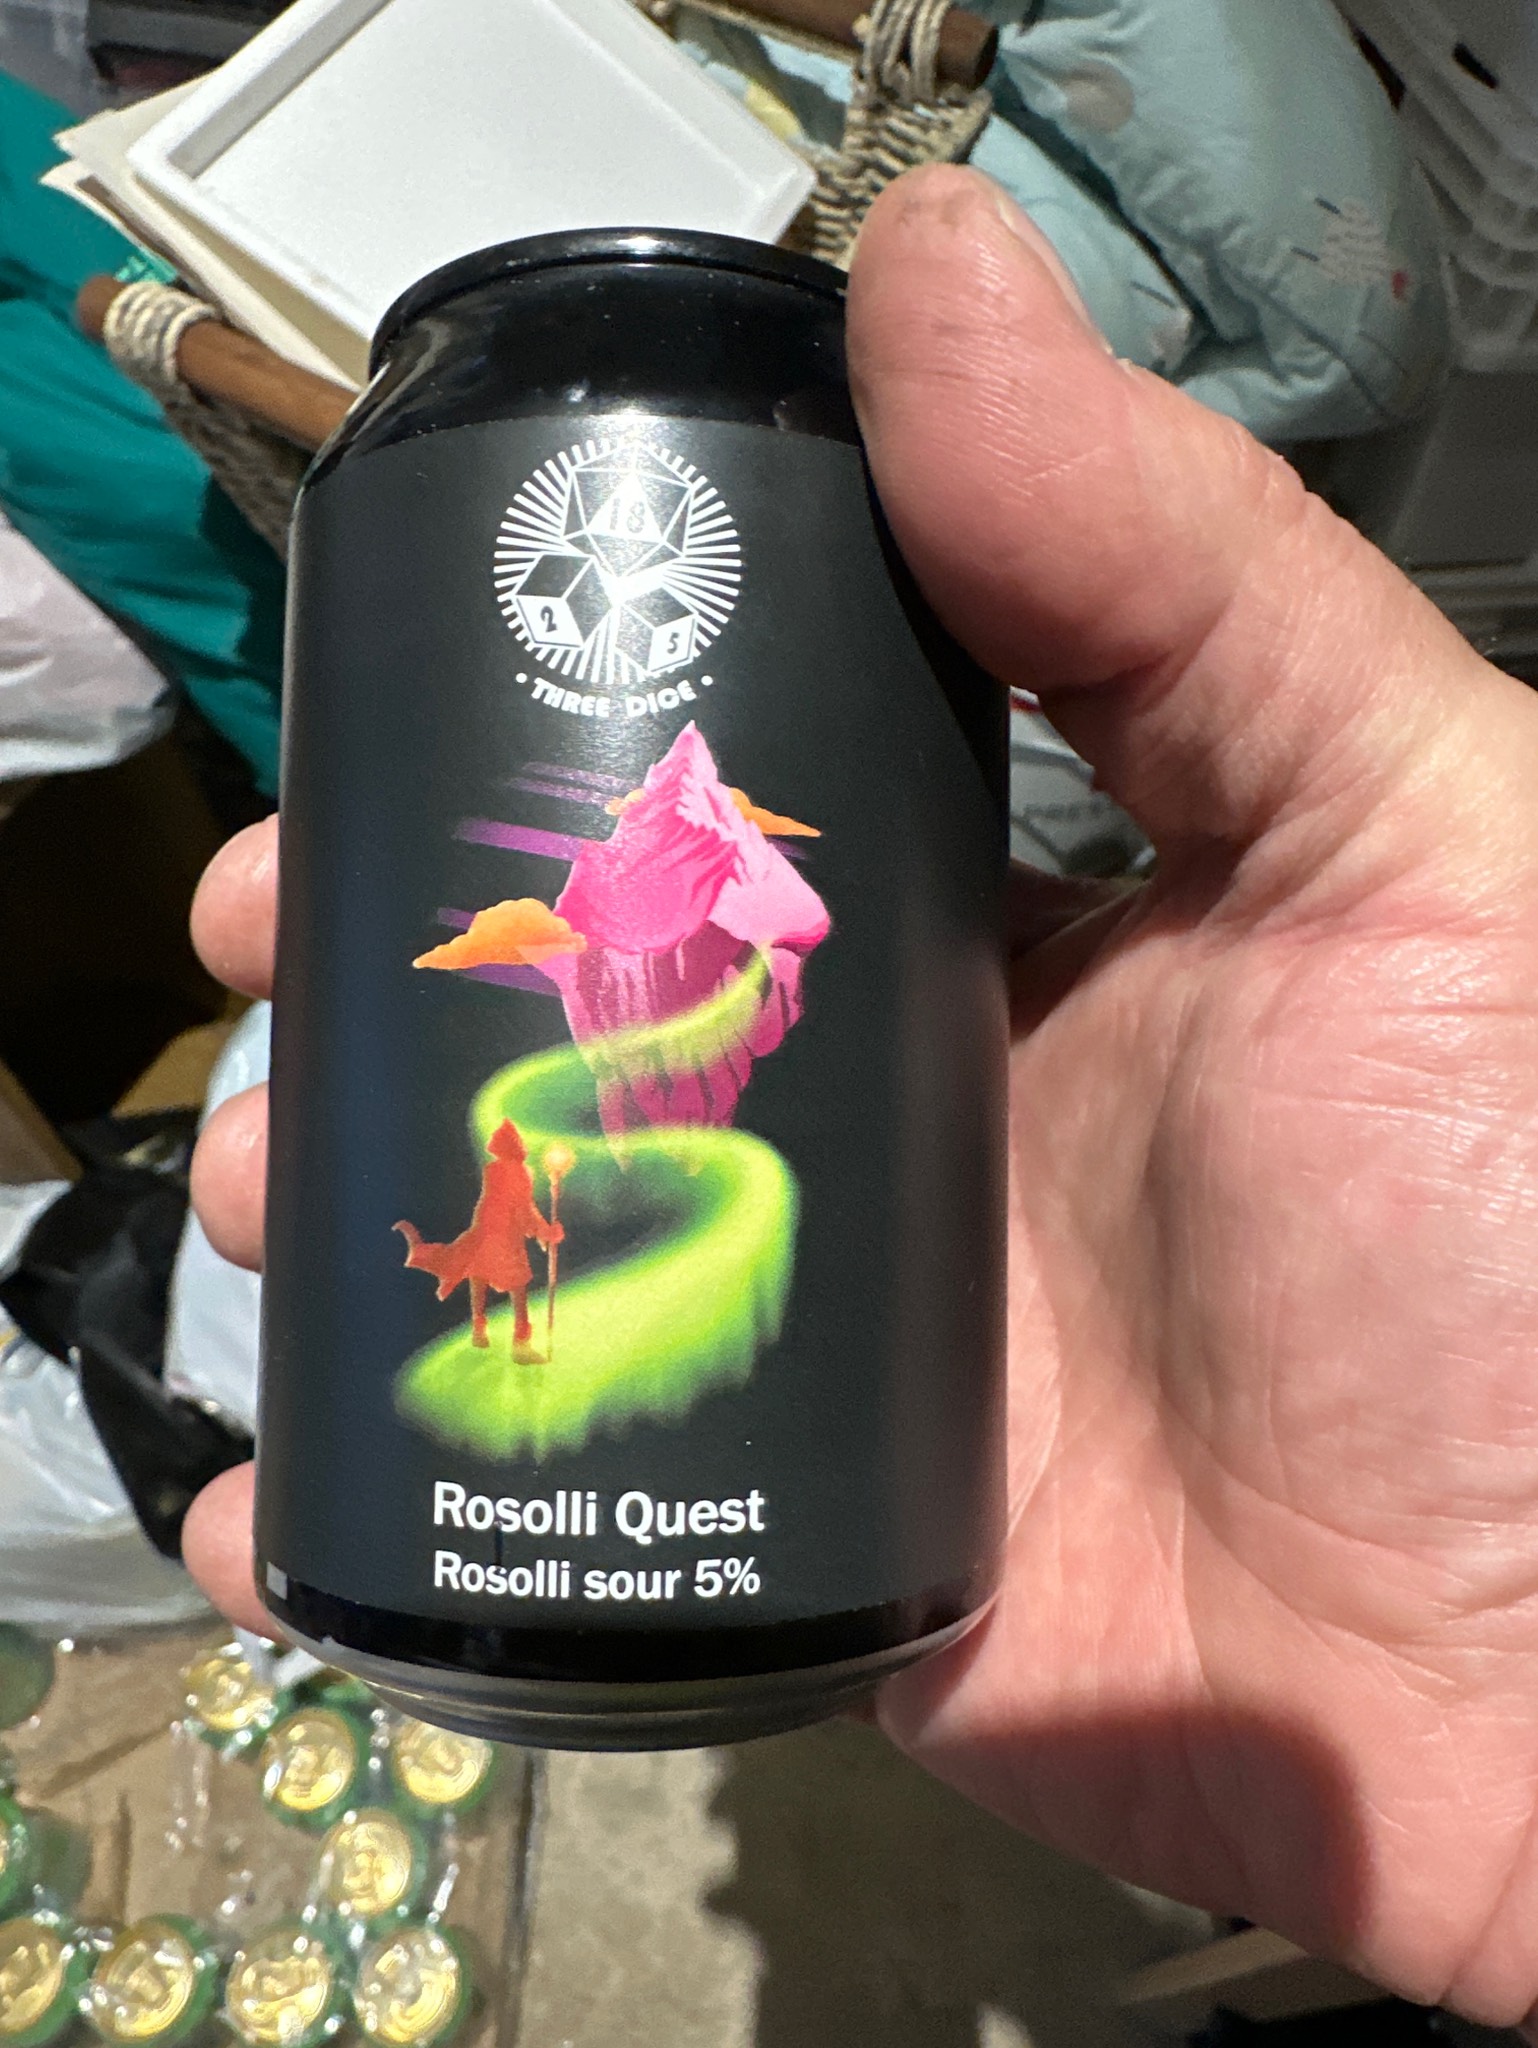 18
2
5
• THREE DICE •
Rosolli Quest
Rosolli sour 5%